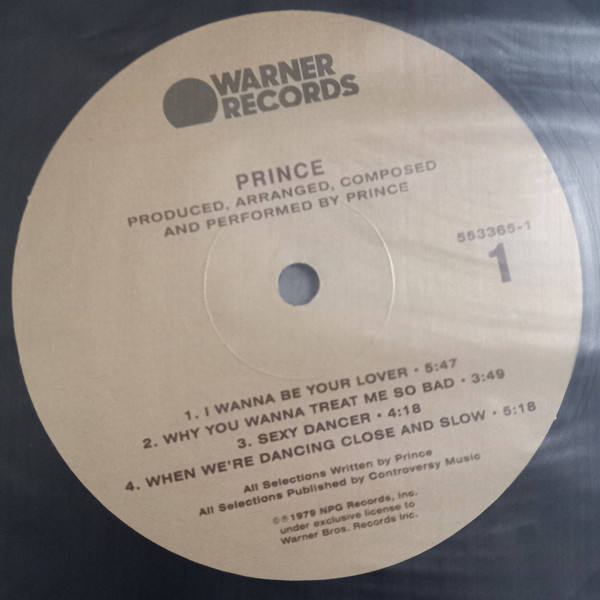 WARNER
RECORDS
PRINCE
PRODUCED, ARRANGED, COMPOSED
AND PERFORMED BY PRINCE
553365-1
1
1. I WANNA BE YOUR LOVER • 5:47
2. WHY YOU WANNA TREAT ME SO BAD • 3:49
3. SEXY DANCER • 4:18
4. WHEN WE'RE DANCING CLOSE AND SLOW • 5:18
All Selections Written by Prince
All Selections Published by Controversy Music
©℗1979 NPG Records, Inc.
under exclusive license to
Warner Bros. Records Inc.